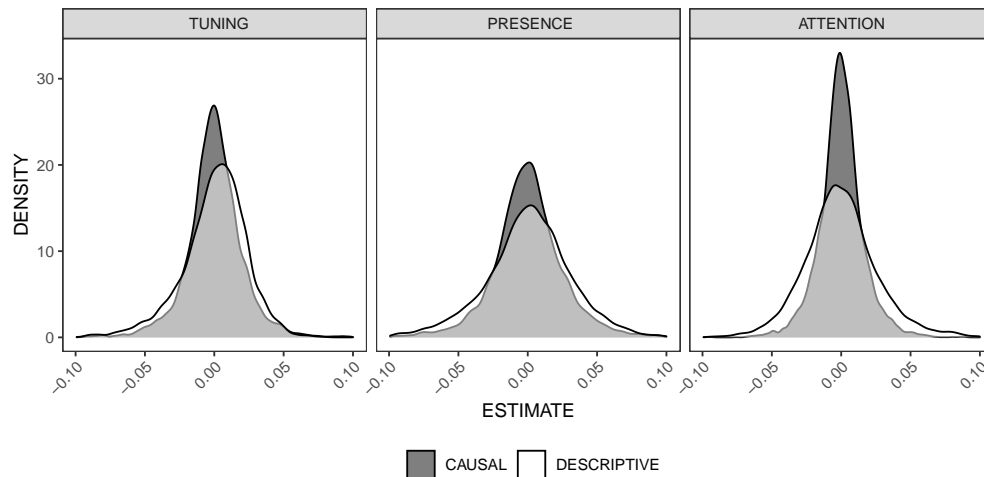 TUNING PRESENCE ATTENTION
DENSITY
30
20
10
0
−0.10 −0.05 0.00 0.05 0.10 −0.10 −0.05 0.00 0.05 0.10 −0.10 −0.05 0.00 0.05 0.10
ESTIMATE
CAUSAL DESCRIPTIVE